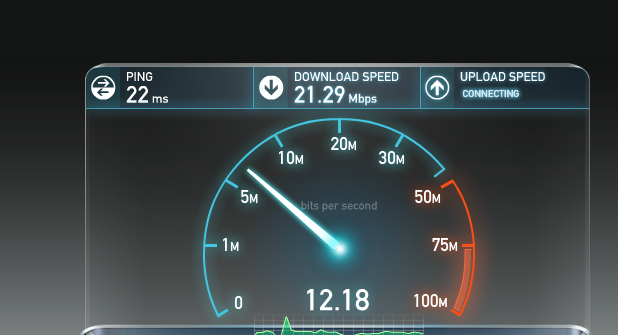 PING
22 ms
DOWNLOAD SPEED
21.29 Mbps
UPLOAD SPEED
CONNECTING
20M
10M
30M
5M
50M
bits per second
1M
75M
0
12.18
100M